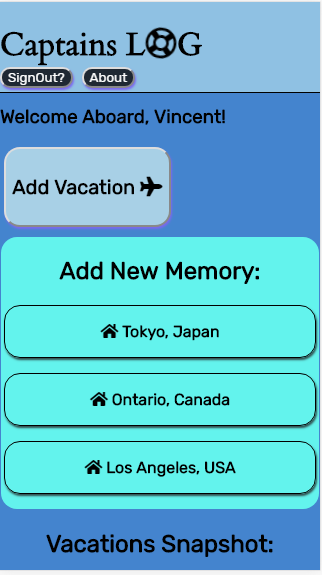 Captains LOG
SignOut? About
Welcome Aboard, Vincent!
Add Vacation
Add New Memory:
Tokyo, Japan
Ontario, Canada
Los Angeles, USA
Vacations Snapshot: